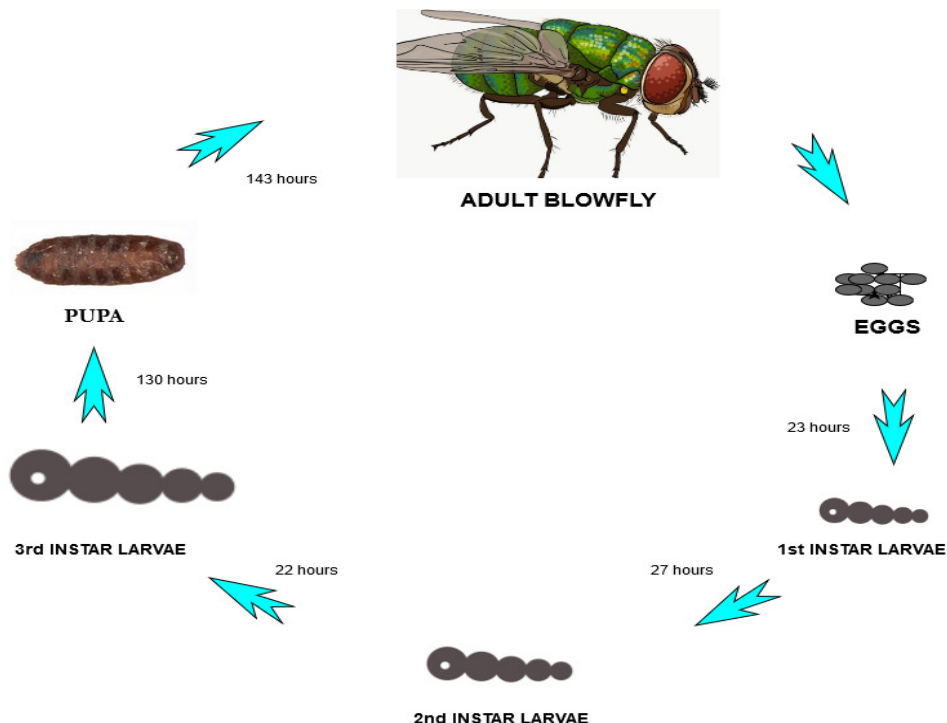 ADULT BLOWFLY
EGGS
23 hours
1st INSTAR LARVAE
27 hours
2nd INSTAR LARVAE
22 hours
3rd INSTAR LARVAE
130 hours
PUPA
143 hours